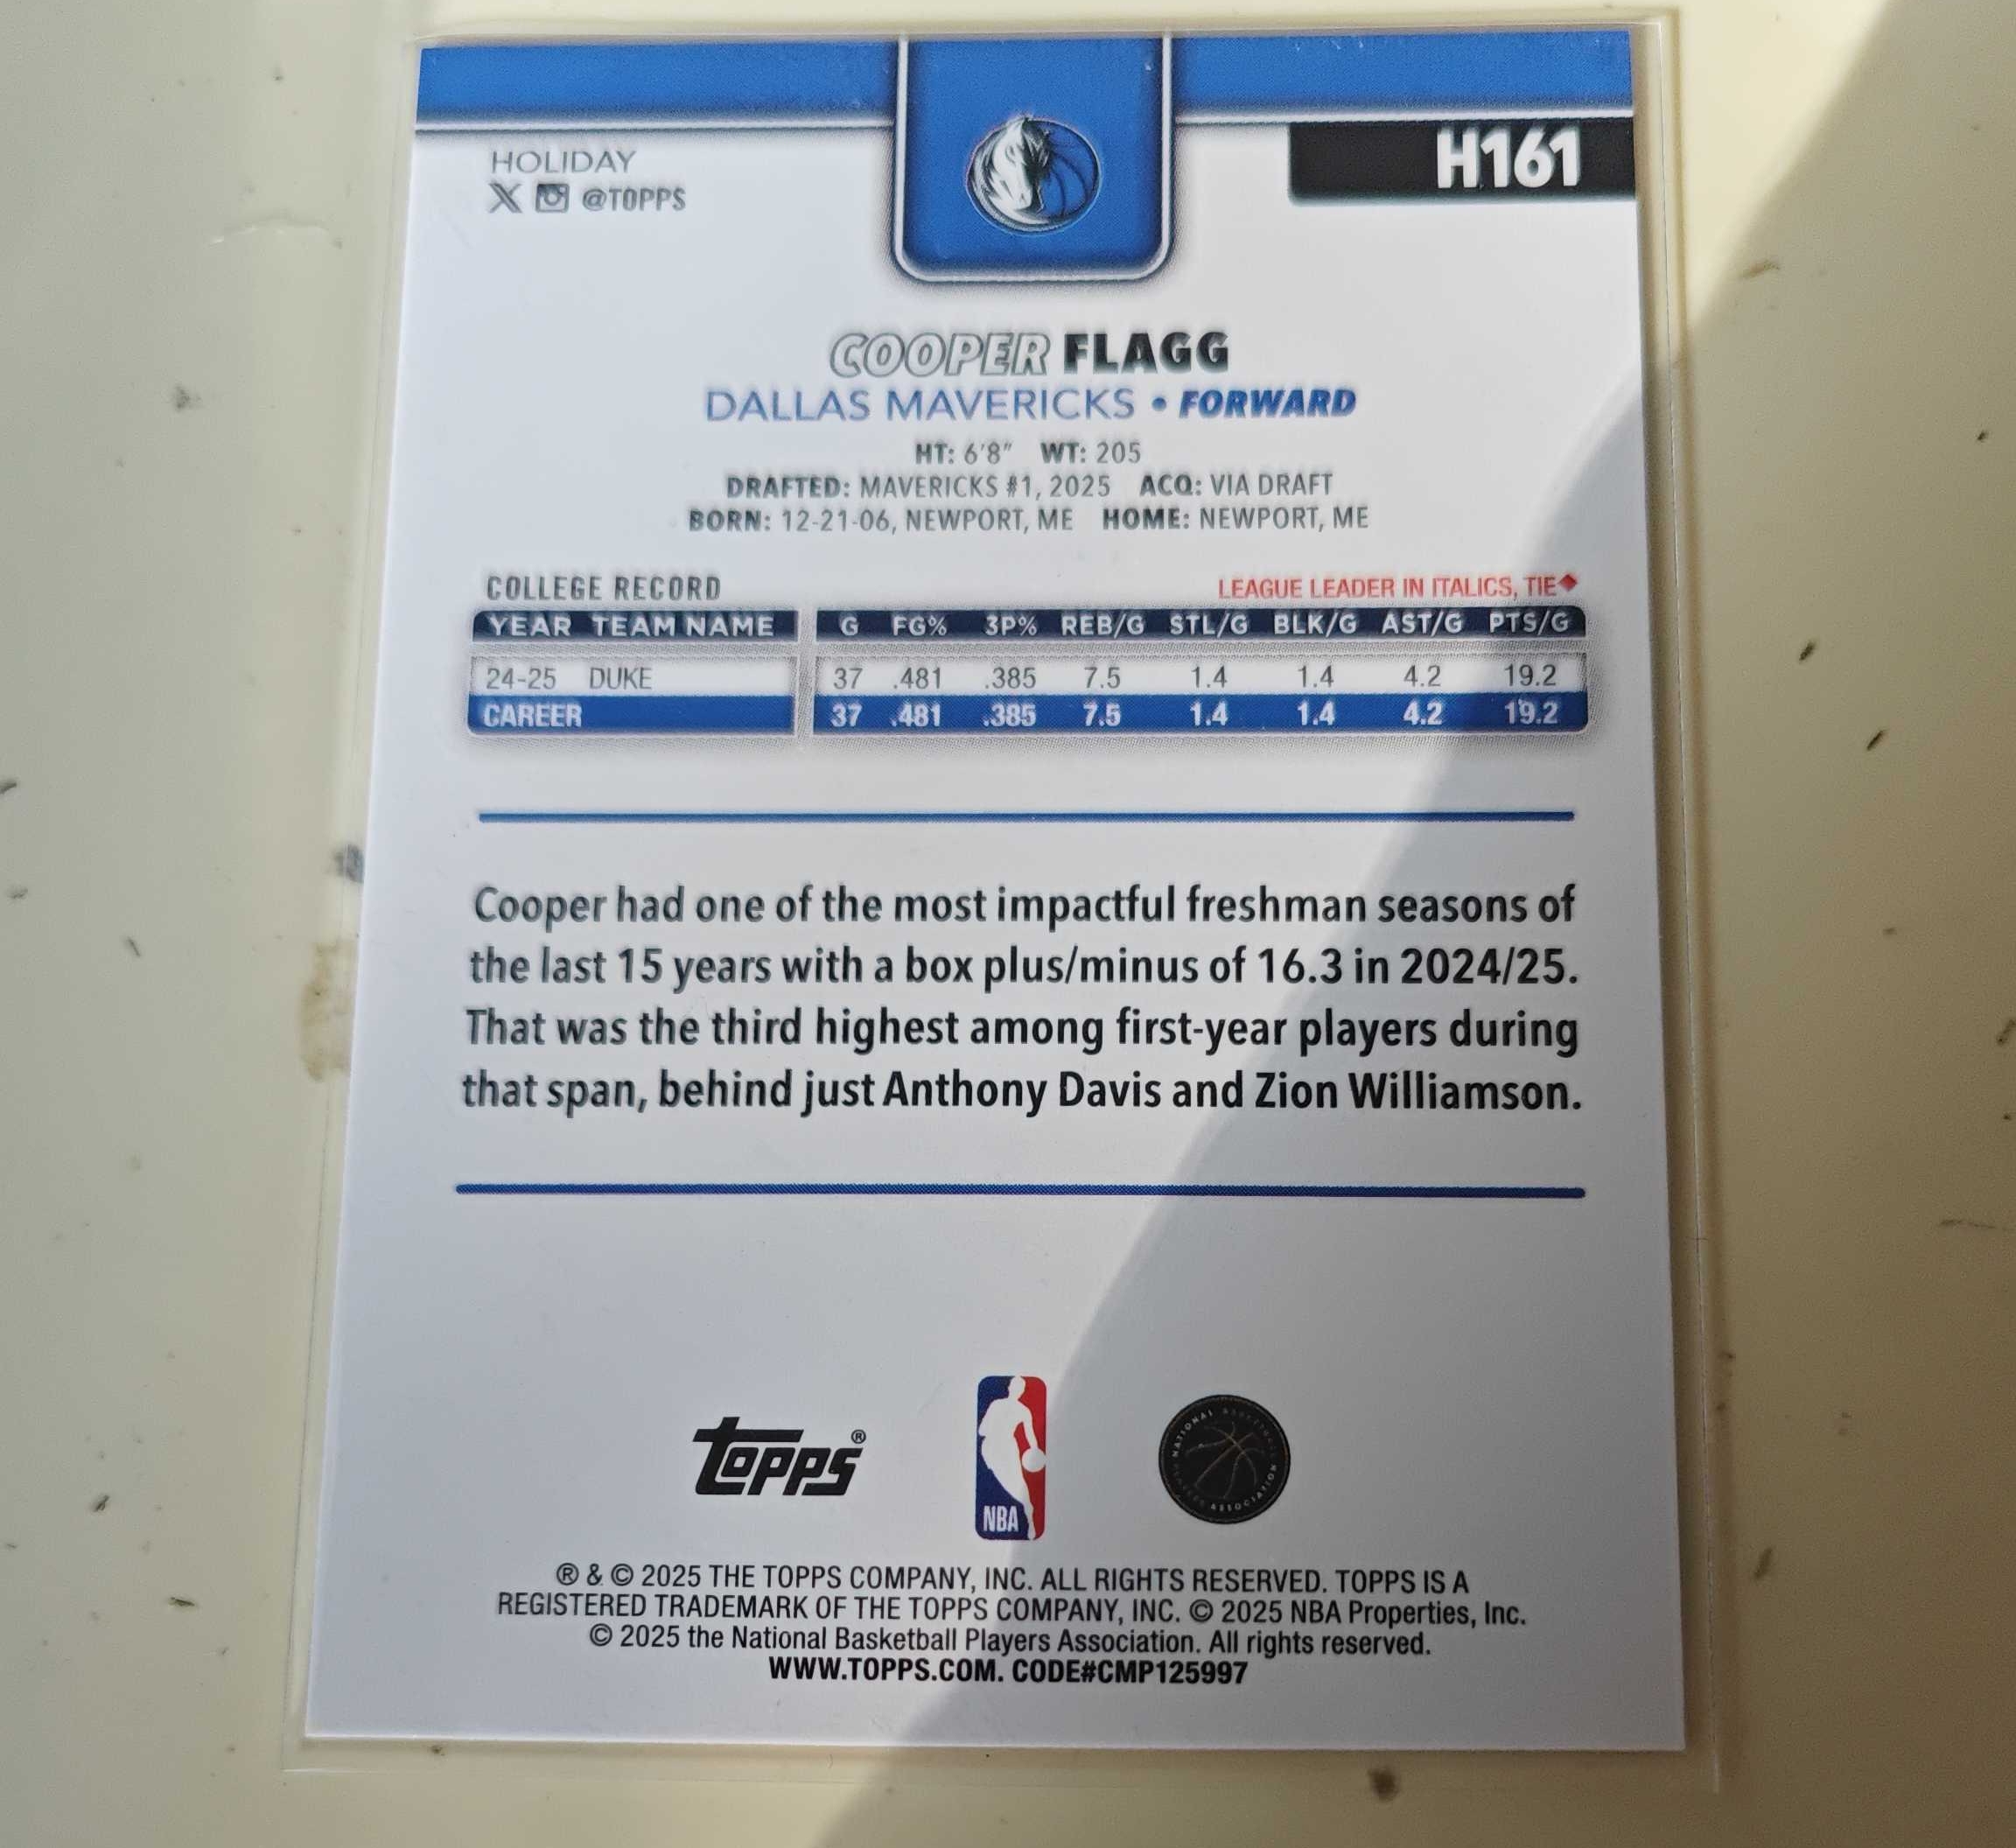 HOLIDAY
X @TOPPS
H161
COOPER FLAGG
DALLAS MAVERICKS • FORWARD
HT: 6'8" WT: 205
DRAFTED: MAVERICKS #1, 2025 ACQ: VIA DRAFT
BORN: 12-21-06, NEWPORT, ME HOME: NEWPORT, ME
COLLEGE RECORD LEAGUE LEADER IN ITALICS, TIE◆
YEAR TEAM NAME G FG% 3P% REB/G STL/G BLK/G AST/G PTS/G
24-25 DUKE 37 .481 .385 7.5 1.4 1.4 4.2 19.2
CAREER 37 .481 .385 7.5 1.4 1.4 4.2 19.2
Cooper had one of the most impactful freshman seasons of
the last 15 years with a box plus/minus of 16.3 in 2024/25.
That was the third highest among first-year players during
that span, behind just Anthony Davis and Zion Williamson.
topps®
NBA
NATIONAL BASKETBALL PLAYERS ASSOCIATION
® & © 2025 THE TOPPS COMPANY, INC. ALL RIGHTS RESERVED. TOPPS IS A
REGISTERED TRADEMARK OF THE TOPPS COMPANY, INC. © 2025 NBA Properties, Inc.
© 2025 the National Basketball Players Association. All rights reserved.
WWW.TOPPS.COM. CODE#CMP125997